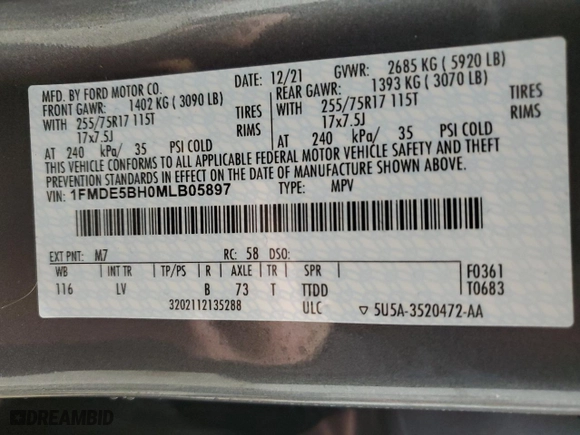 MFD. BY FORD MOTOR CO. DATE: 12/21 GVWR: 2685 KG ( 5920 LB)
FRONT GAWR: 1402 KG ( 3090 LB) REAR GAWR: 1393 KG ( 3070 LB)
WITH 255/75R17 115T TIRES WITH 255/75R17 115T TIRES
17x7.5J RIMS 17x7.5J RIMS
AT 240 kPa/ 35 PSI COLD AT 240 kPa/ 35 PSI COLD
THIS VEHICLE CONFORMS TO ALL APPLICABLE FEDERAL MOTOR VEHICLE SAFETY AND THEFT
PREVENTION STANDARDS IN EFFECT ON THE DATE OF MANUFACTURE SHOWN ABOVE.
VIN: 1FMDE5BH0MLB05897 TYPE: MPV
EXT PNT: M7 RC: 58 DSO:
WB INT TR TP/PS R AXLE TR SPR F0361
116 LV B 73 T TTDD T0683
3202112135288 ULC ▽ 5U5A-3520472-AA
DREAMBID